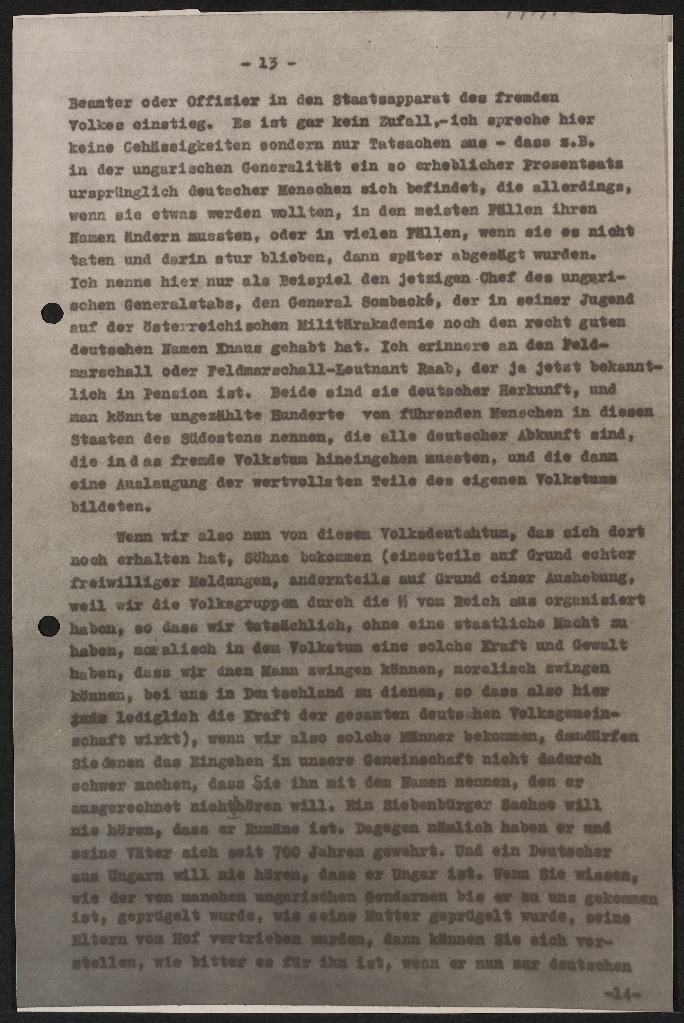 - 13 -
Beamter oder Offizier in den Staatsapparat des fremden
Volkes einstieg. Es ist gar kein Zufall,-ich spreche hier
keine Gehässigkeiten sondern nur Tatsachen aus - dass z.B.
in der ungarischen Generalität ein so erheblicher Prozentsatz
ursprünglich deutscher Menschen sich befindet, die allerdings,
wenn sie etwas werden wollten, in den meisten Fällen ihren
Namen ändern mussten, oder in vielen Fällen, wenn sie es nicht
taten und darin stur blieben, dann später abgesägt wurden.
Ich nenne hier nur als Beispiel den jetzigen Chef des ungari-
schen Generalstabs, den General Sombacké, der in seiner Jugend
auf der österreichischen Militärakademie noch den recht guten
deutschen Namen Knaus gehabt hat. Ich erinnere an den Feld-
marschall oder Feldmarschall-Leutnant Raab, der ja jetzt bekannt-
lich in Pension ist. Beide sind sie deutscher Herkunft, und
man könnte ungezählte Hunderte von führenden Menschen in diesen
Staaten des Südostens nennen, die alle deutscher Abkunft sind,
die in das fremde Volkstum hineingehen mussten, und die dann
eine Auslaugung der wertvollsten Teile des eigenen Volkstums
bildeten.
Wenn wir also nun von diesem Volksdeutschtum, das sich dort
noch erhalten hat, Söhne bekommen (einesteils auf Grund echter
freiwilliger Meldungen, andernteils auf Grund einer Aushebung,
weil wir die Volksgruppen durch die SS vom Reich aus organisiert
haben, so dass wir tatsächlich, ohne eine staatliche Macht zu
haben, moralisch in dem Volkstum eine solche Kraft und Gewalt
haben, dass wir dnen Mann zwingen können, moralisch zwingen
können, bei uns in Deutschland zu dienen, so dass also hier
lediglich die Kraft der gesamten deutschen Volksgemein-
schaft wirkt), wenn wir also solche Männer bekommen, danndürfen
Sie denen das Eingehen in unsere Gemeinschaft nicht dadurch
schwer machen, dass Sie ihn mit dem Namen nennen, den er
ausgerechnet nicht hören will. Ein Siebenbürger Sachse will
nie hören, dass er Rumäne ist. Dagegen nämlich haben er und
seine Väter sich seit 700 Jahren gewehrt. Und ein Deutscher
aus Ungarn will nie hören, dass er Ungar ist. Wenn Sie wissen,
wie der von manchen ungarischen Gendarmen bis er zu uns gekommen
ist, geprügelt wurde, wie seine Mutter geprügelt wurde, seine
Eltern vom Hof vertrieben wurden, dann können Sie sich vor-
stellen, wie bitter es für ihn ist, wenn er nun zur deutschen
-14-